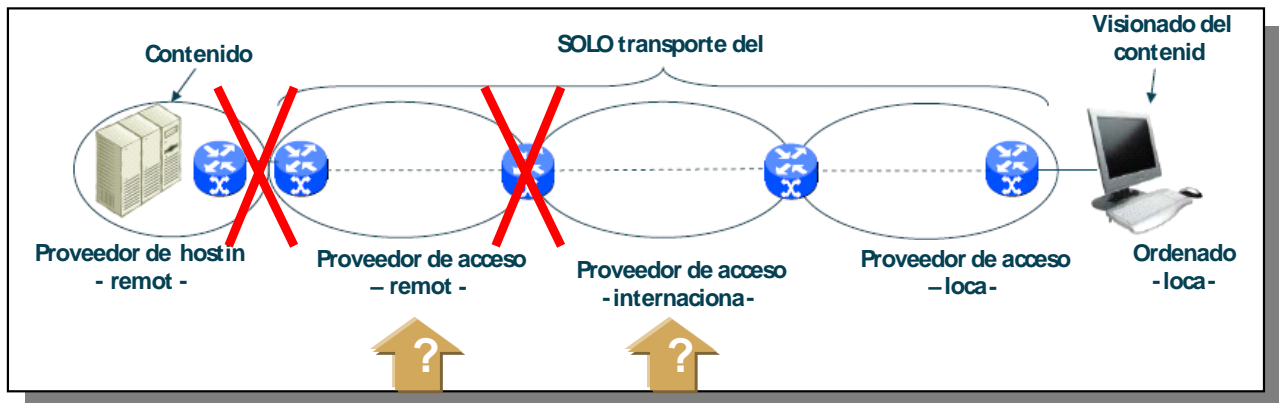 Contenido
SOLO transporte del
Visionado del
contenid
Proveedor de hostin
- remot -
Proveedor de acceso
– remot -
Proveedor de acceso
- internaciona-
Proveedor de acceso
– loca-
Ordenado
- loca-
?
?